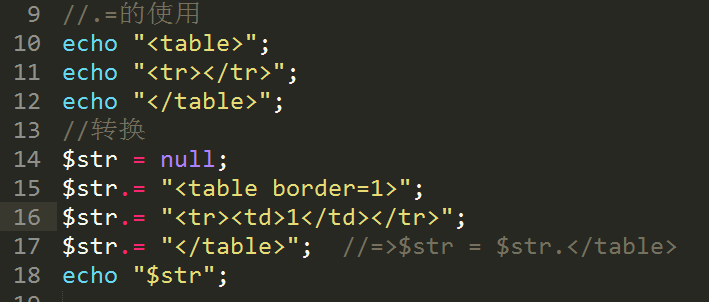 9 //.=的使用
10 echo "<table>";
11 echo "<tr></tr>";
12 echo "</table>";
13 //转换
14 $str = null;
15 $str.= "<table border=1>";
16 $str.= "<tr><td>1</td></tr>";
17 $str.= "</table>";  //=>$str = $str.</table>
18 echo "$str";